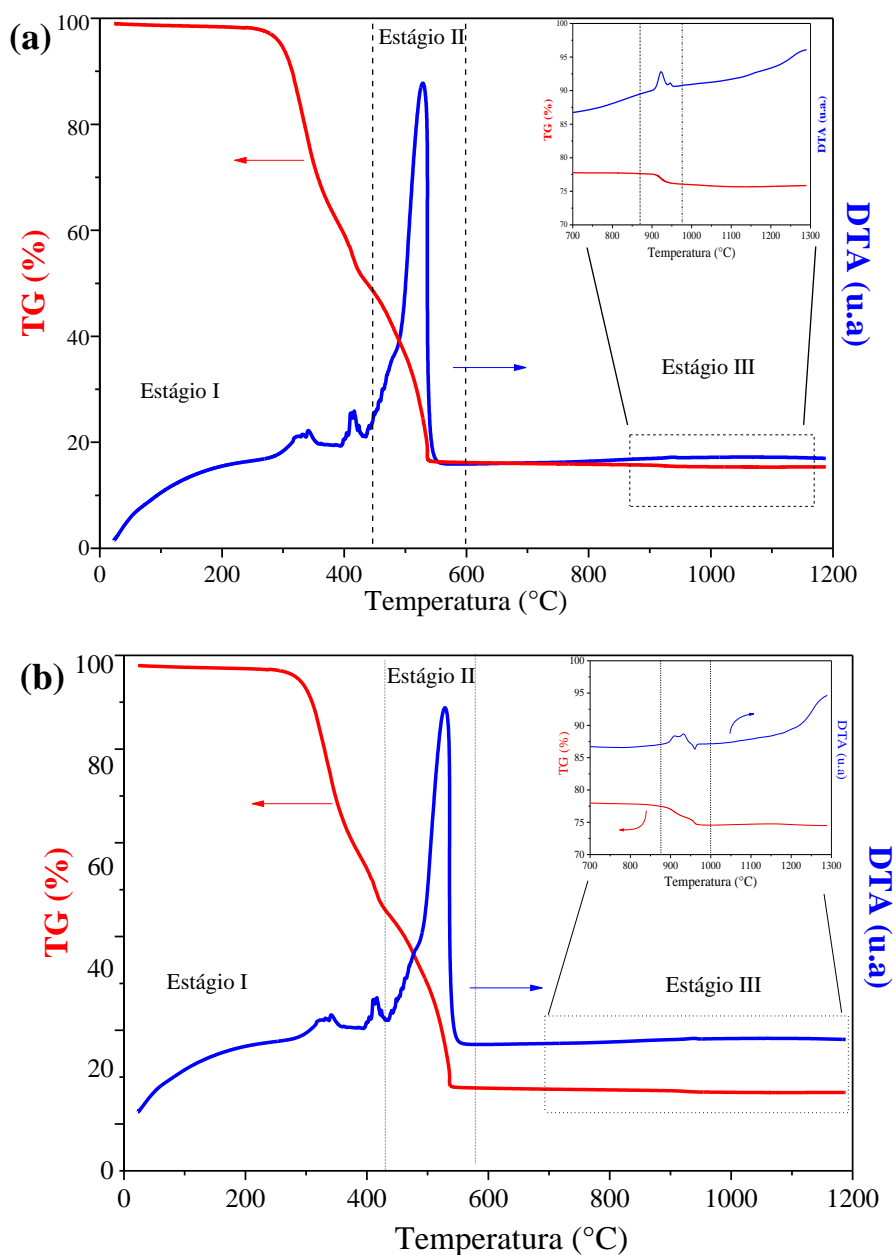 (a)
Estágio II
Estágio I
Estágio III
TG (%)
DTA (u.a)
100
80
60
40
20
0
0 200 400 600 800 1000 1200
Temperatura (°C)
100
95
90
85
80
75
70
TG (%)
DTA (u.a.)
700 800 900 1000 1100 1200 1300
Temperatura (°C)
(b)
Estágio II
Estágio I
Estágio III
TG (%)
DTA (u.a)
100
80
60
40
20
0
0 200 400 600 800 1000 1200
Temperatura (°C)
100
95
90
85
80
75
70
TG (%)
DTA (u.a)
700 800 900 1000 1100 1200 1300
Temperatura (°C)